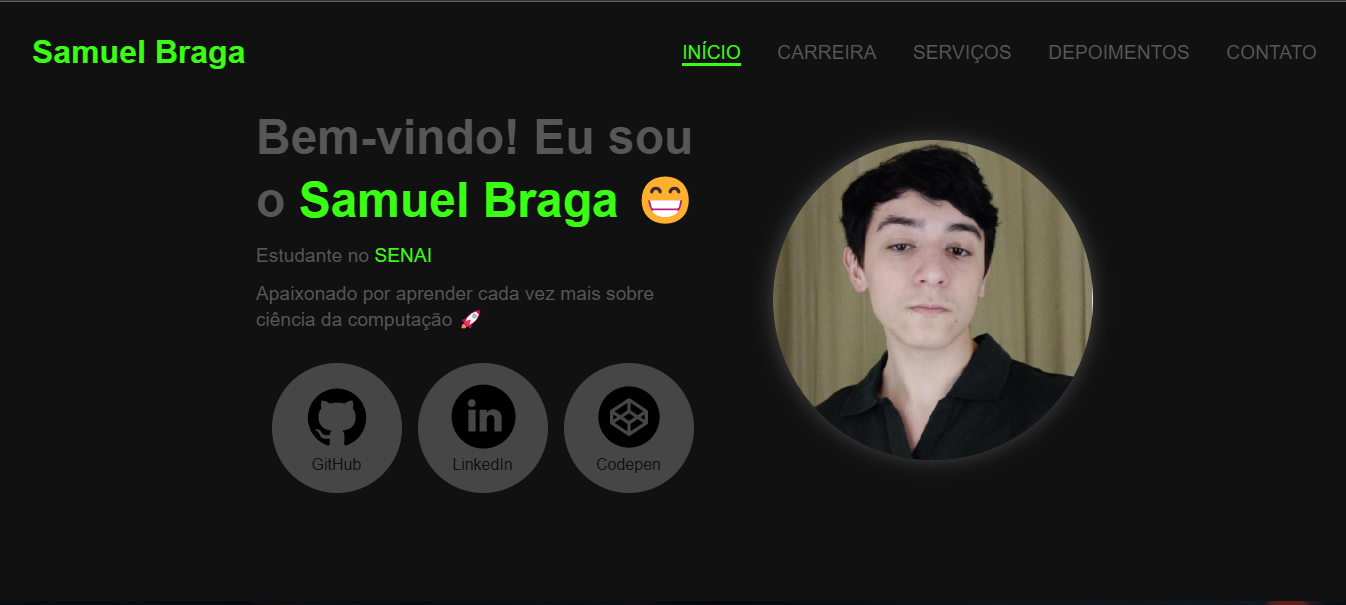 Samuel Braga
INÍCIO CARREIRA SERVIÇOS DEPOIMENTOS CONTATO
Bem-vindo! Eu sou
o Samuel Braga 😁
Estudante no SENAI
Apaixonado por aprender cada vez mais sobre
ciência da computação 🚀
GitHub
LinkedIn
Codepen